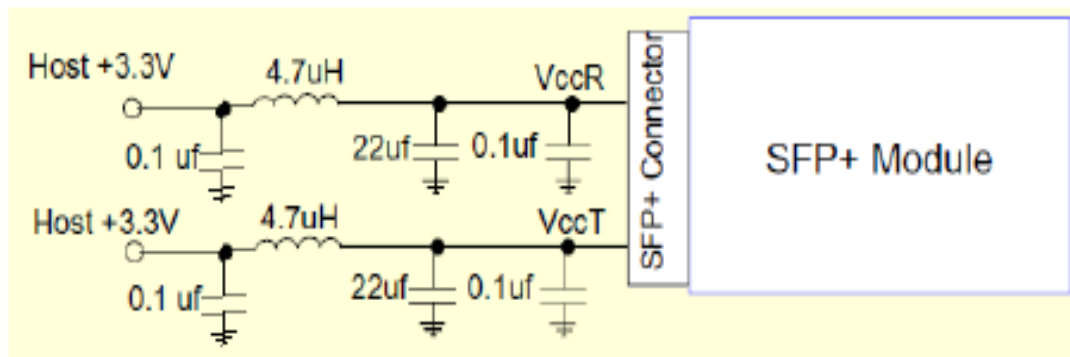 Host +3.3V
4.7uH
VccR
0.1 uf
22uf
0.1uf
Host +3.3V
4.7uH
VccT
0.1 uf
22uf
0.1uf
SFP+ Connector
SFP+ Module